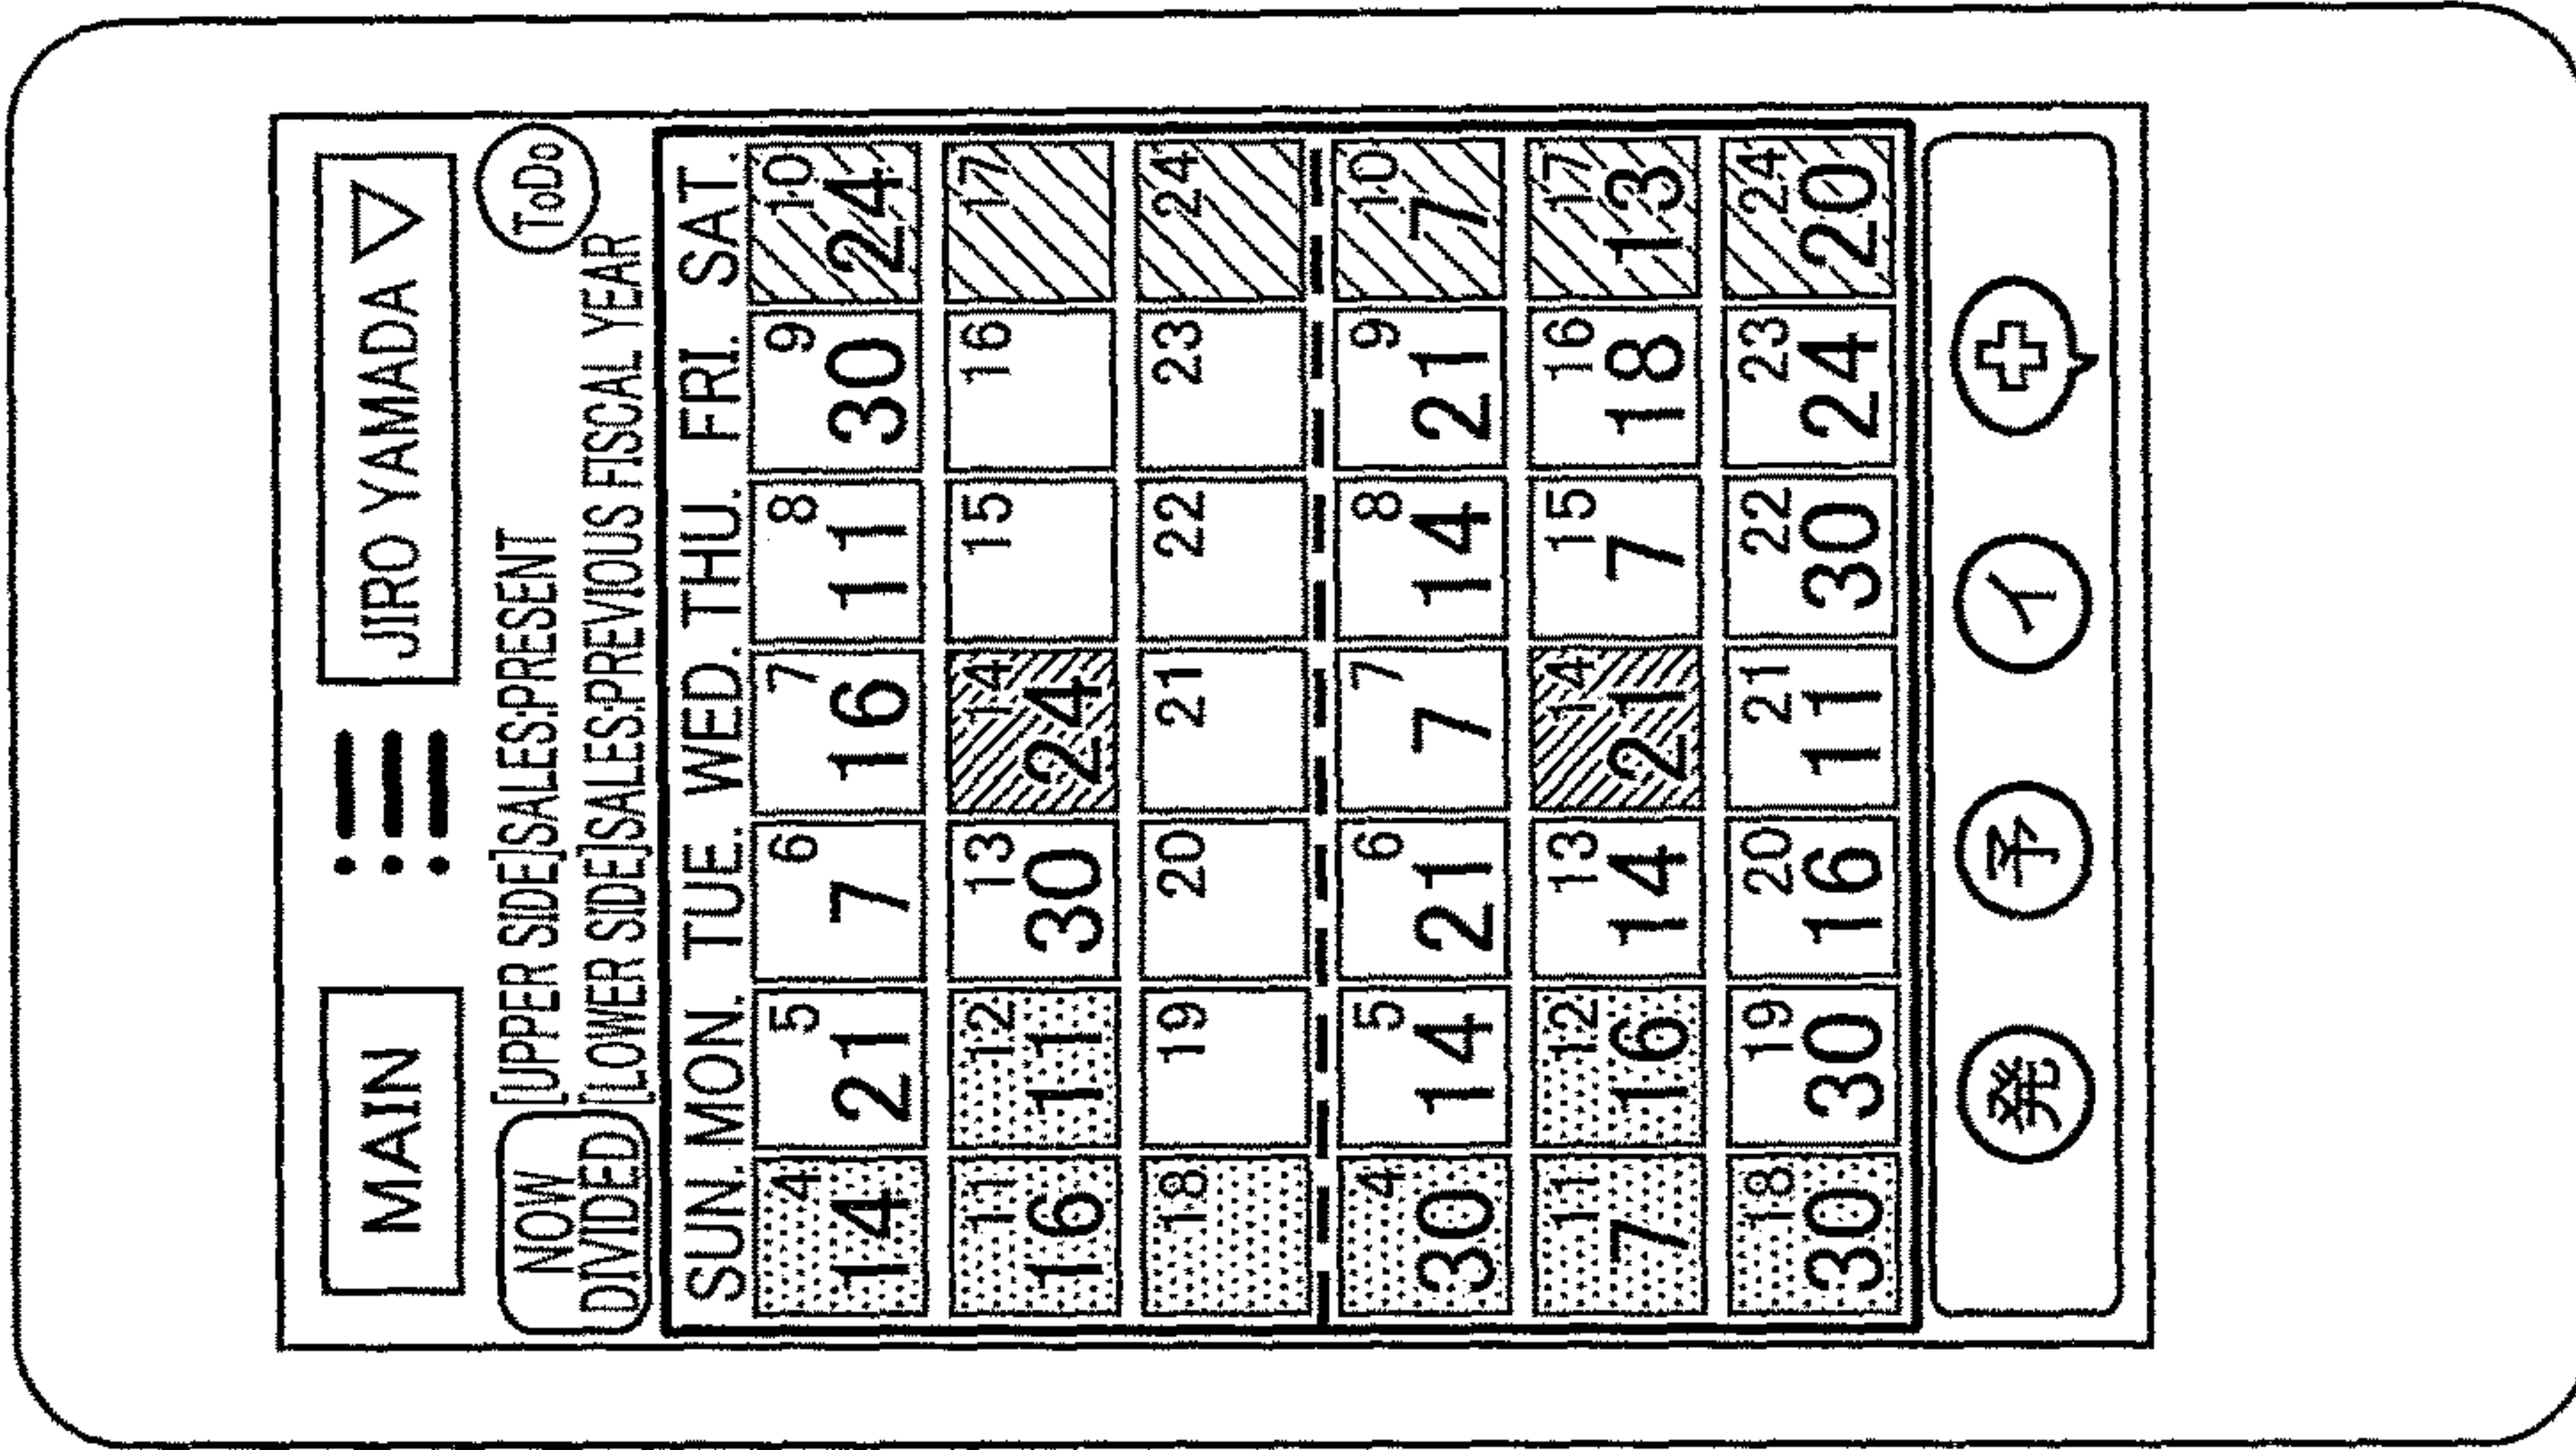 MAIN JIRO YAMADA ▽
NOW DIVIDED
[UPPER SIDE]SALES:PRESENT
[LOWER SIDE]SALES:PREVIOUS FISCAL YEAR
ToDo
SUN. MON. TUE. WED. THU. FRI. SAT.
4 5 6 7 8 9 10
14 21 7 16 11 30 24
11 12 13 14 15 16 17
16 11 30 24
18 19 20 21 22 23 24
4 5 6 7 8 9 10
30 14 21 7 14 21 7
11 12 13 14 15 16 17
7 16 14 21 7 18 13
18 19 20 21 22 23 24
30 30 16 11 30 24 20
発 予 イ